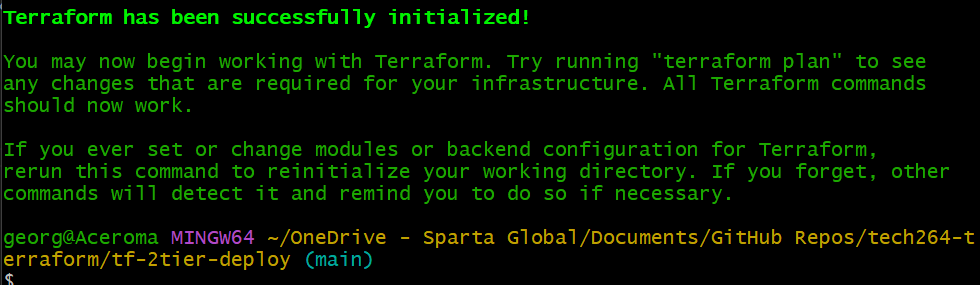 Terraform has been successfully initialized!
You may now begin working with Terraform. Try running "terraform plan" to see
any changes that are required for your infrastructure. All Terraform commands
should now work.
If you ever set or change modules or backend configuration for Terraform,
rerun this command to reinitialize your working directory. If you forget, other
commands will detect it and remind you to do so if necessary.
georg@Aceroma MINGW64 ~/OneDrive - Sparta Global/Documents/GitHub Repos/tech264-t
erraform/tf-2tier-deploy (main)
$